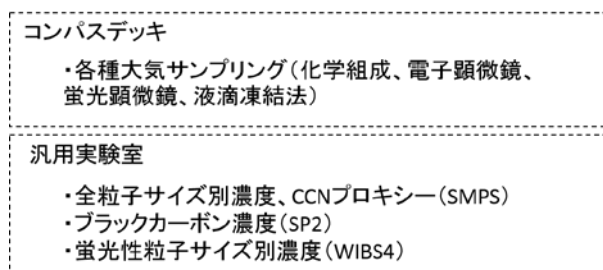 コンパスデッキ
・各種大気サンプリング（化学組成、電子顕微鏡、
蛍光顕微鏡、液滴凍結法）
汎用実験室
・全粒子サイズ別濃度、CCNプロキシー（SMPS）
・ブラックカーボン濃度（SP2）
・蛍光性粒子サイズ別濃度（WIBS4）